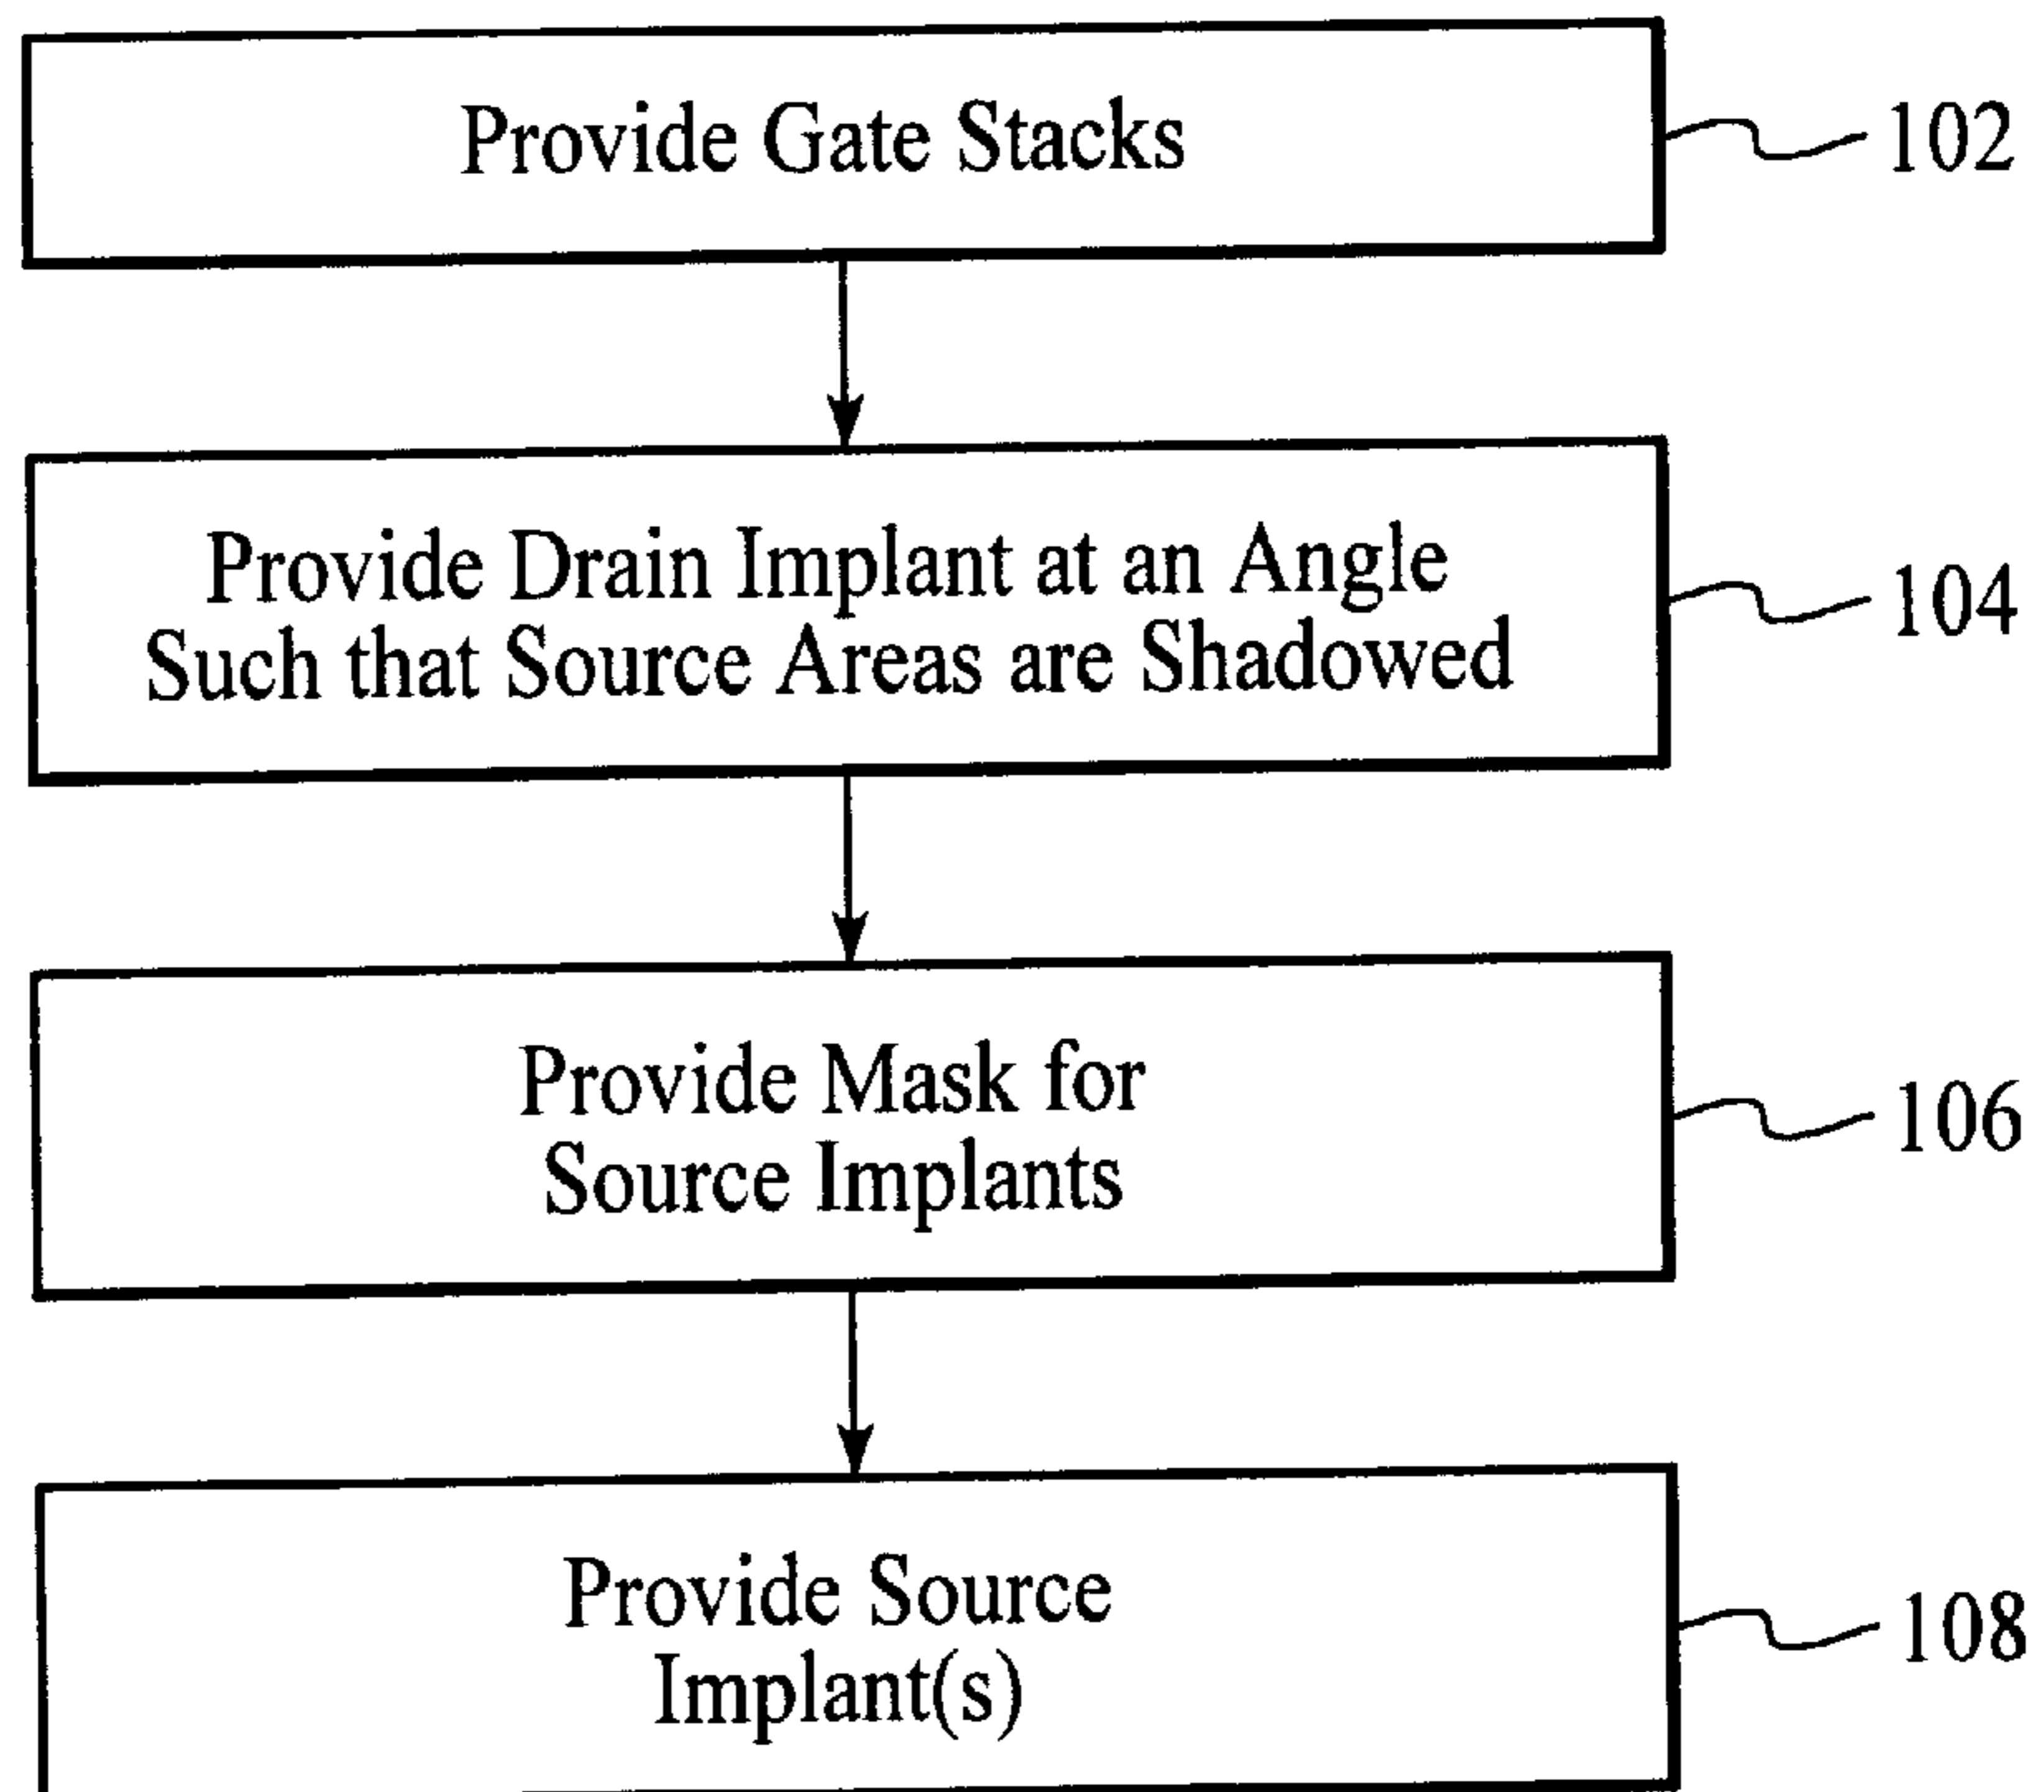 Provide Gate Stacks
102
Provide Drain Implant at an Angle
Such that Source Areas are Shadowed
104
Provide Mask for
Source Implants
106
Provide Source
Implant(s)
108